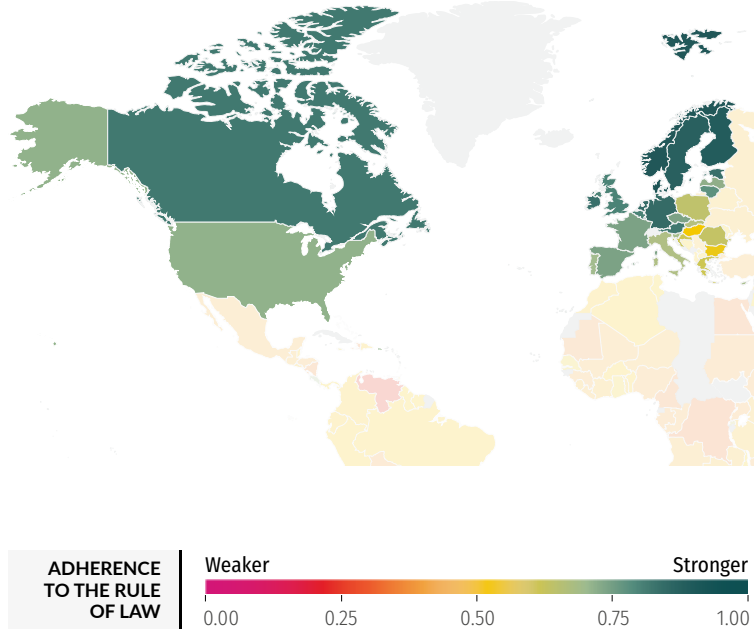 ADHERENCE
TO THE RULE
OF LAW
Weaker Stronger
0.00 0.25 0.50 0.75 1.00